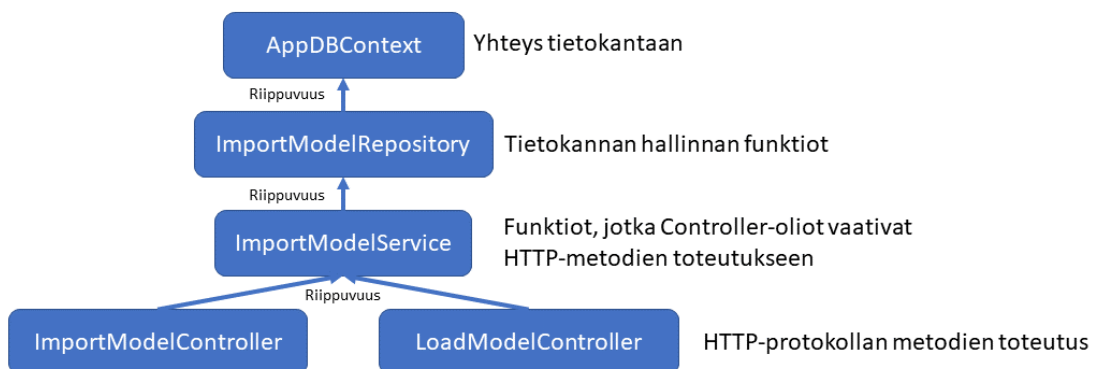 AppDBContext
Yhteys tietokantaan
Riippuvuus
ImportModelRepository
Tietokannan hallinnan funktiot
Riippuvuus
ImportModelService
Funktiot, jotka Controller-oliot vaativat
HTTP-metodien toteutukseen
Riippuvuus
ImportModelController
LoadModelController
HTTP-protokollan metodien toteutus